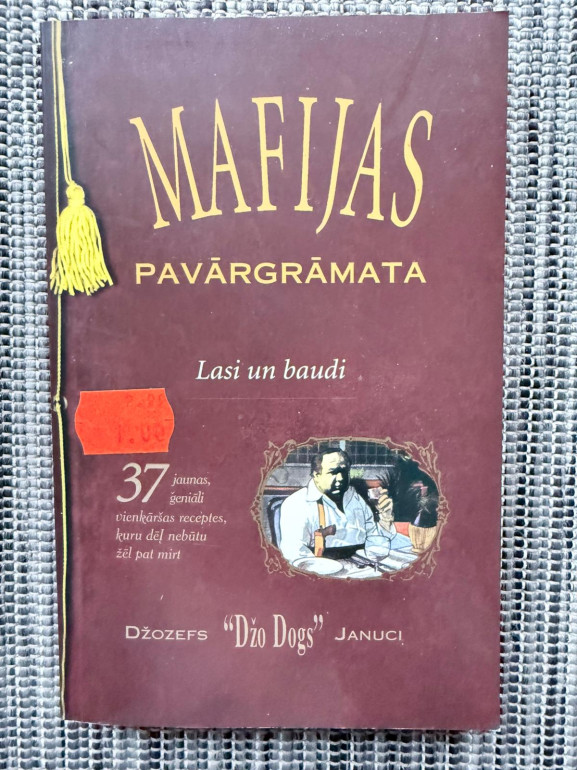 MAFIJAS
PAVĀRGRĀMATA
Lasi un baudi
37 jaunas,
ģeniāli
vienkāršas receptes,
kuru dēļ nebūtu
žēl pat mirt
DŽOZEFS "Džo Dogs" JANUCI